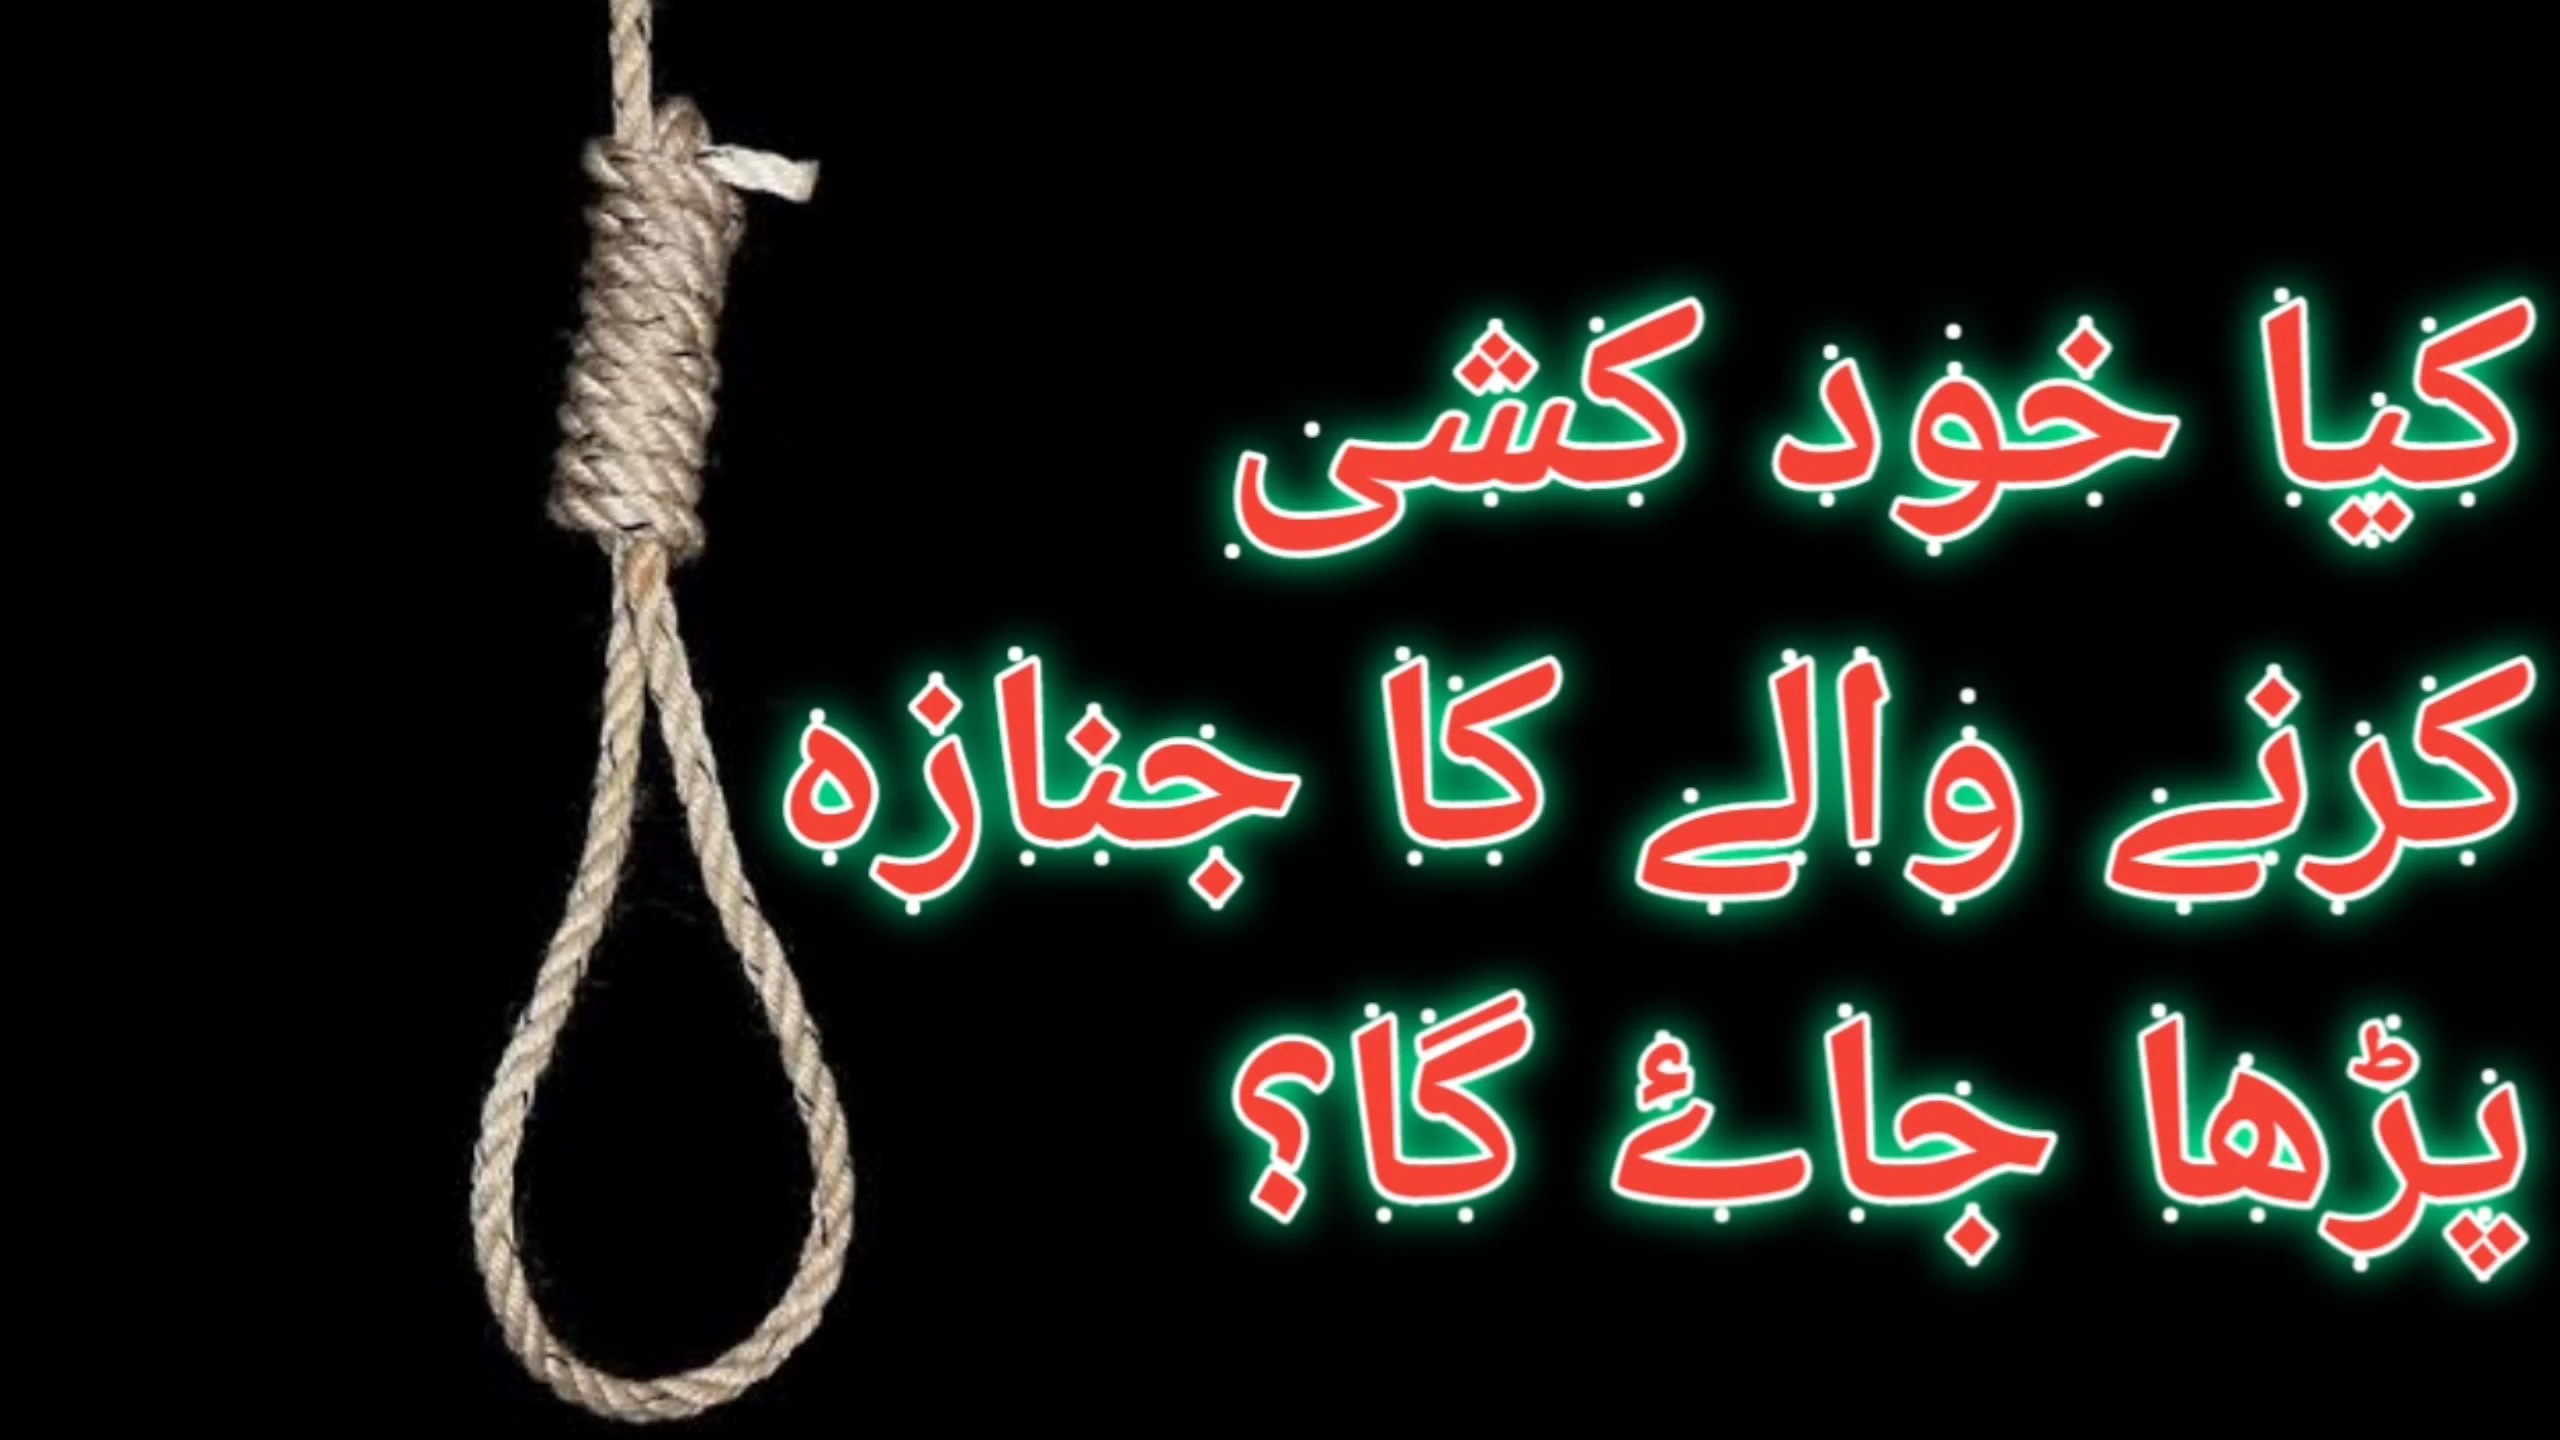 کیا خود کشی
کرنے والے کا جنازہ
پڑھا جائے گا؟